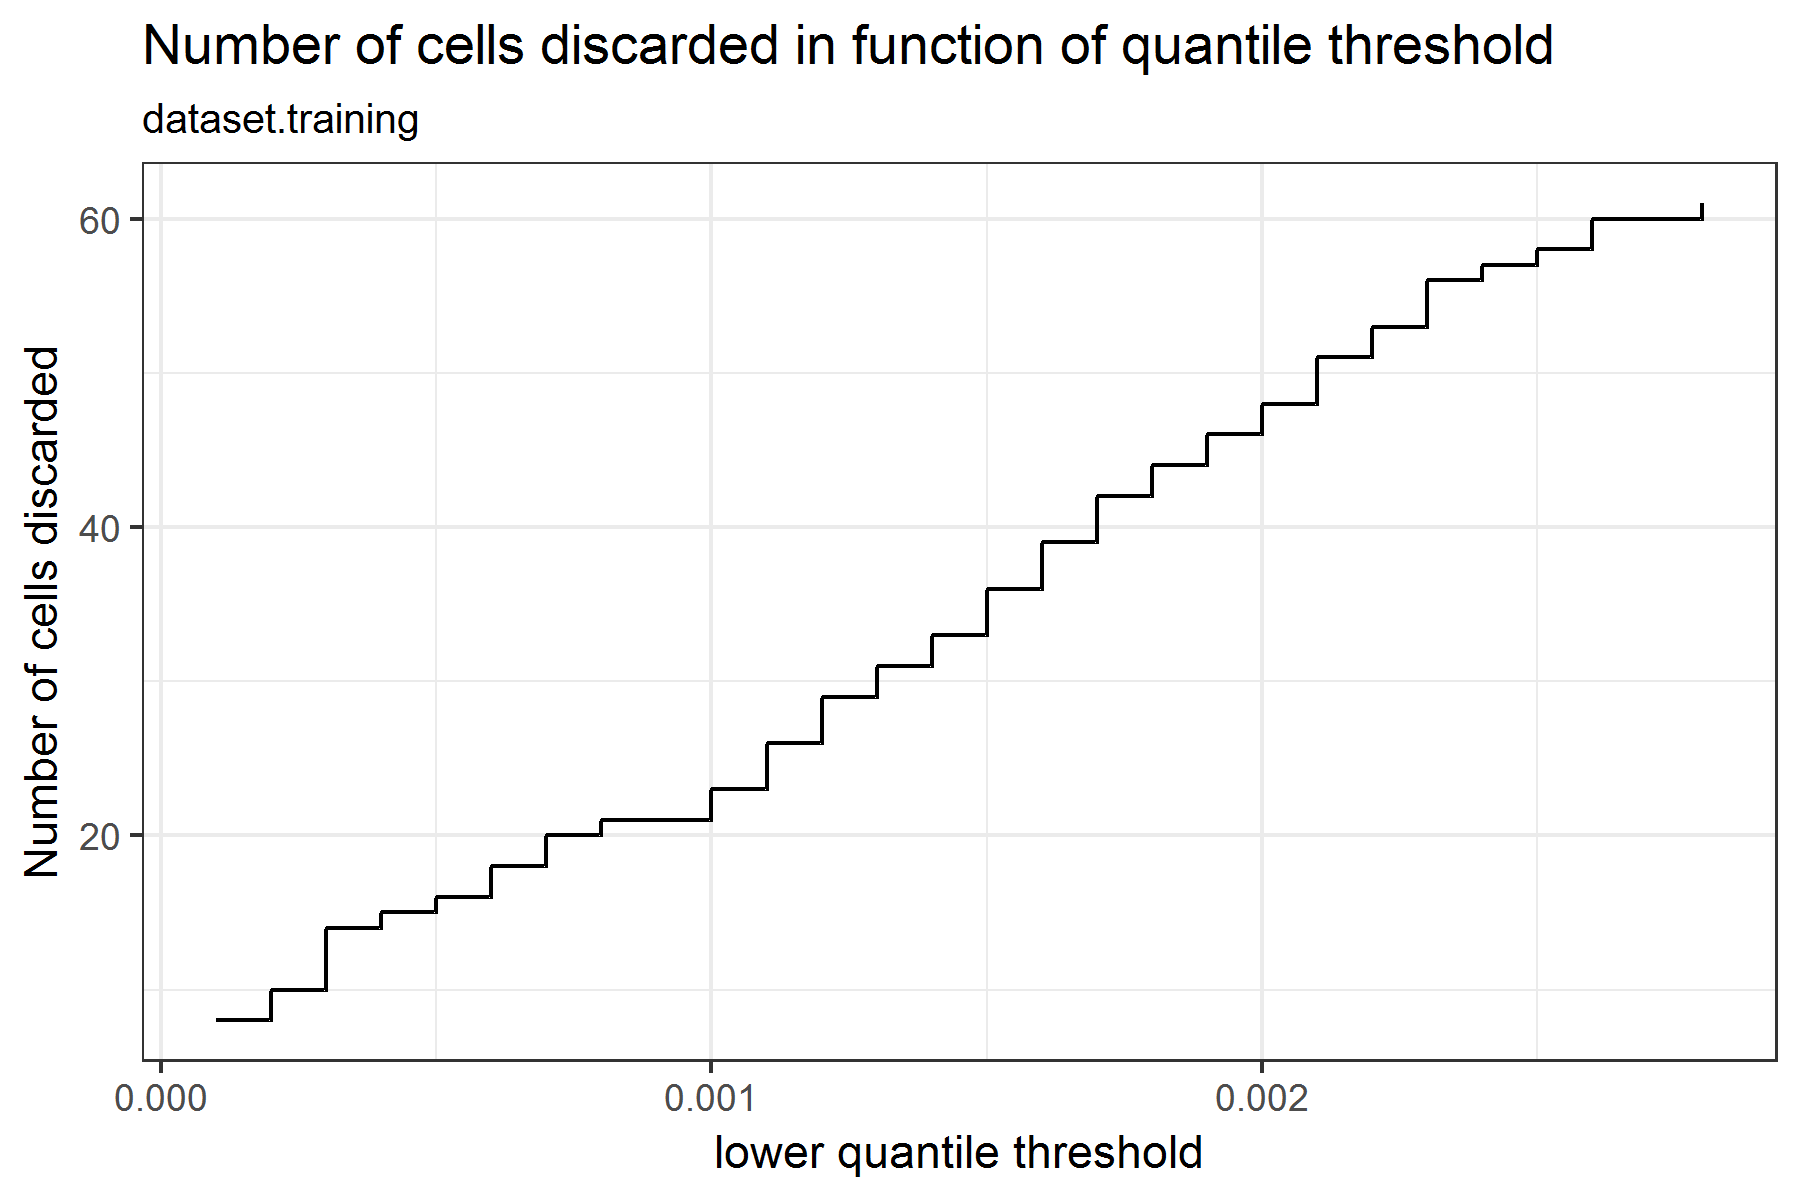 Number of cells discarded in function of quantile threshold
dataset.training
Number of cells discarded
60
40
20
0.000 0.001 0.002
lower quantile threshold